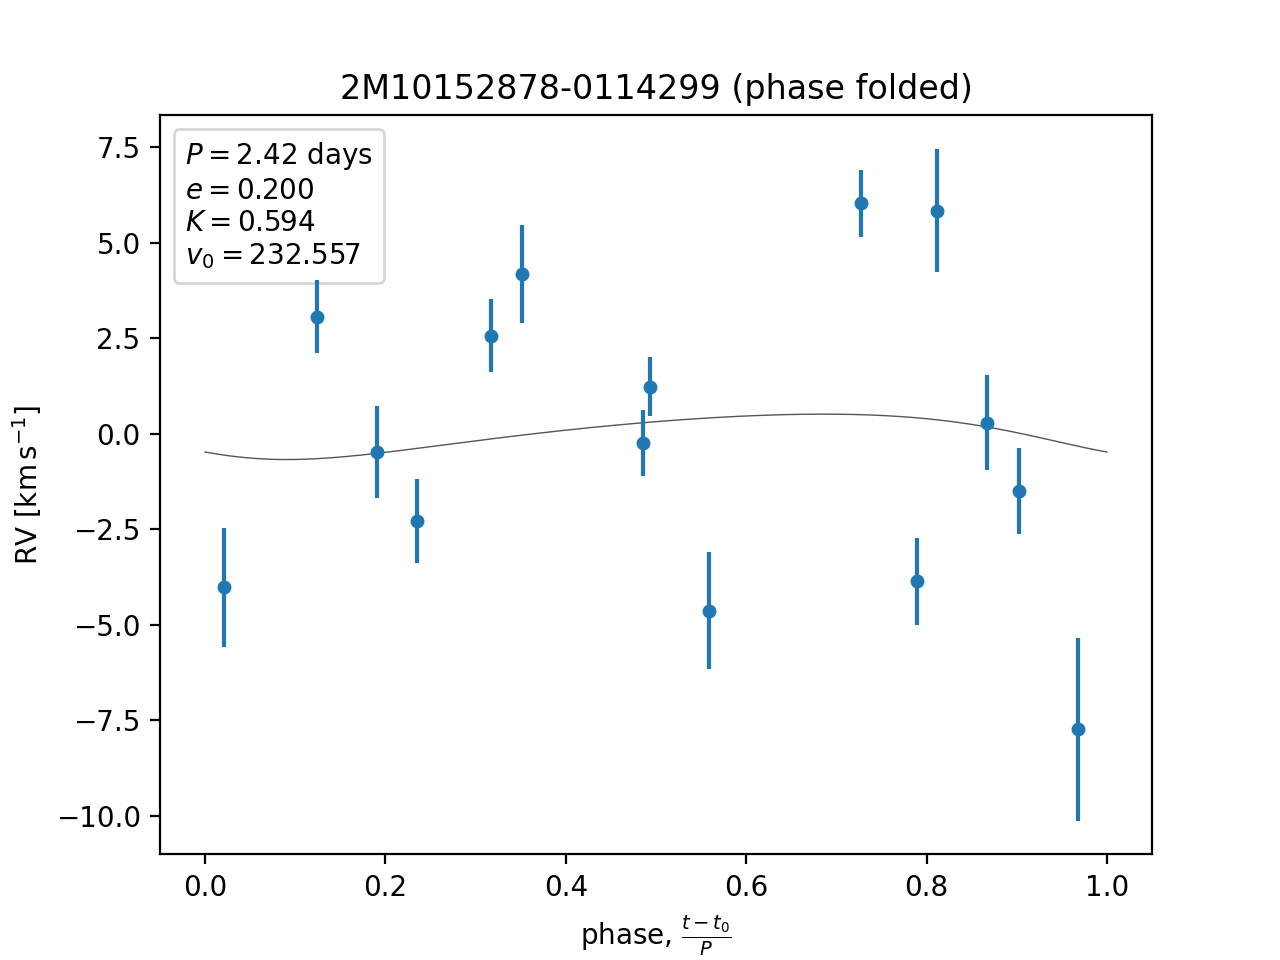 2M10152878-0114299 (phase folded)
P = 2.42 days
e = 0.200
K = 0.594
v₀ = 232.557
7.5
5.0
2.5
0.0
−2.5
−5.0
−7.5
−10.0
RV [km s⁻¹]
0.0 0.2 0.4 0.6 0.8 1.0
phase, (t − t₀)/P